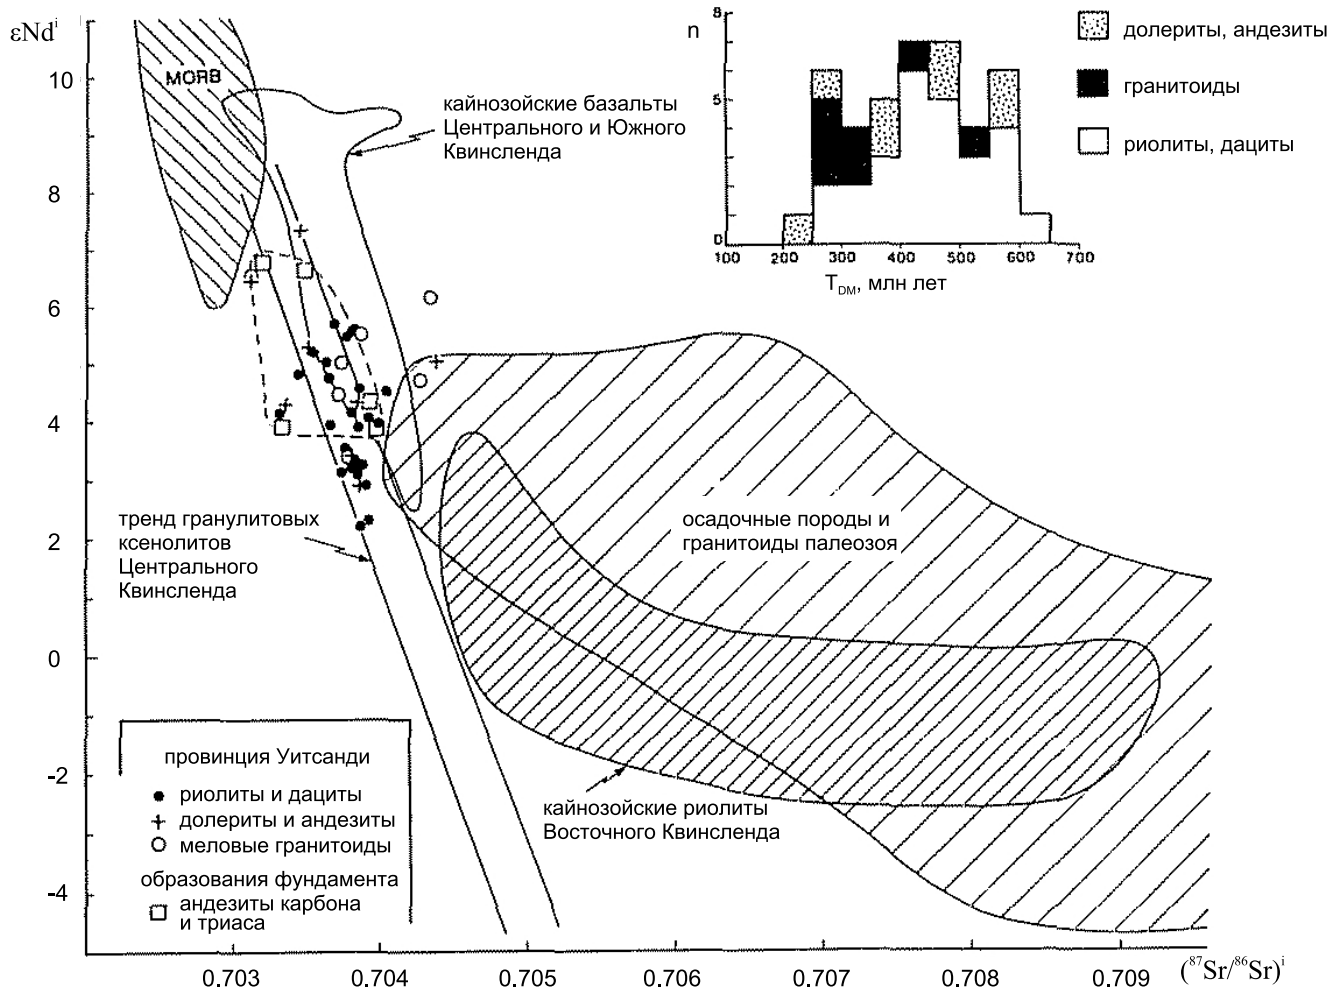 εNdⁱ
10
8
6
4
2
0
-2
-4
MORB
кайнозойские базальты
Центрального и Южного
Квинсленда
n
8
5
0
100 200 300 400 500 600 700
T_DM, млн лет
долериты, андезиты
гранитоиды
риолиты, дациты
тренд гранулитовых
ксенолитов
Центрального
Квинсленда
осадочные породы и
гранитоиды палеозоя
кайнозойские риолиты
Восточного Квинсленда
провинция Уитсанди
риолиты и дациты
долериты и андезиты
меловые гранитоиды
образования фундамента
андезиты карбона
и триаса
0.703 0.704 0.705 0.706 0.707 0.708 0.709
(⁸⁷Sr/⁸⁶Sr)ⁱ